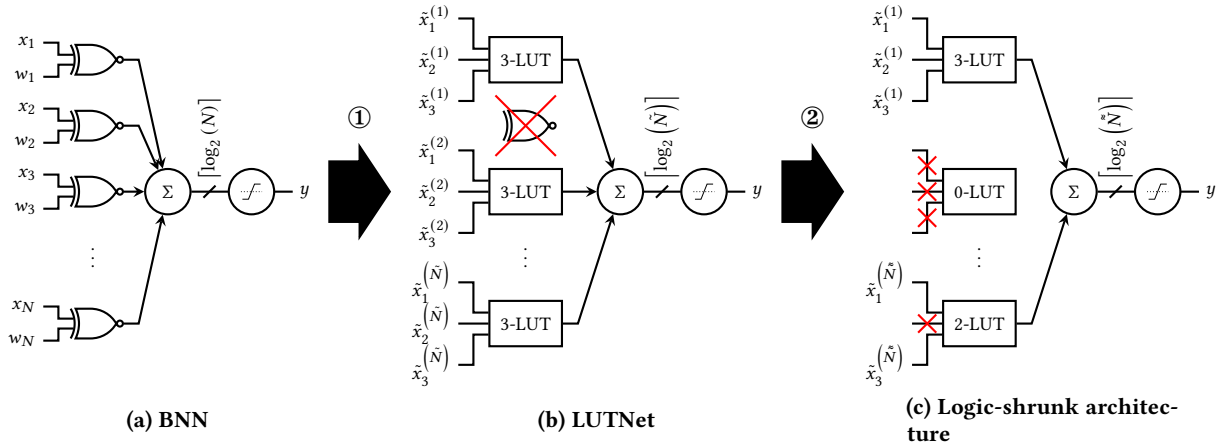 x₁
w₁
x₂
w₂
x₃
w₃
⋮
x_N
w_N
Σ
⌈log₂ (N)⌉
y
(a) BNN
①
x̃₁⁽¹⁾
x̃₂⁽¹⁾
x̃₃⁽¹⁾
3-LUT
x̃₁⁽²⁾
x̃₂⁽²⁾
x̃₃⁽²⁾
3-LUT
⋮
x̃₁^(Ñ)
x̃₂^(Ñ)
x̃₃^(Ñ)
3-LUT
Σ
⌈log₂ (Ñ)⌉
y
(b) LUTNet
②
x̃₁⁽¹⁾
x̃₂⁽¹⁾
x̃₃⁽¹⁾
3-LUT
0-LUT
⋮
x̃₁^(Ñ̃)
x̃₃^(Ñ̃)
2-LUT
Σ
⌈log₂ (Ñ̃)⌉
y
(c) Logic-shrunk architec-
ture